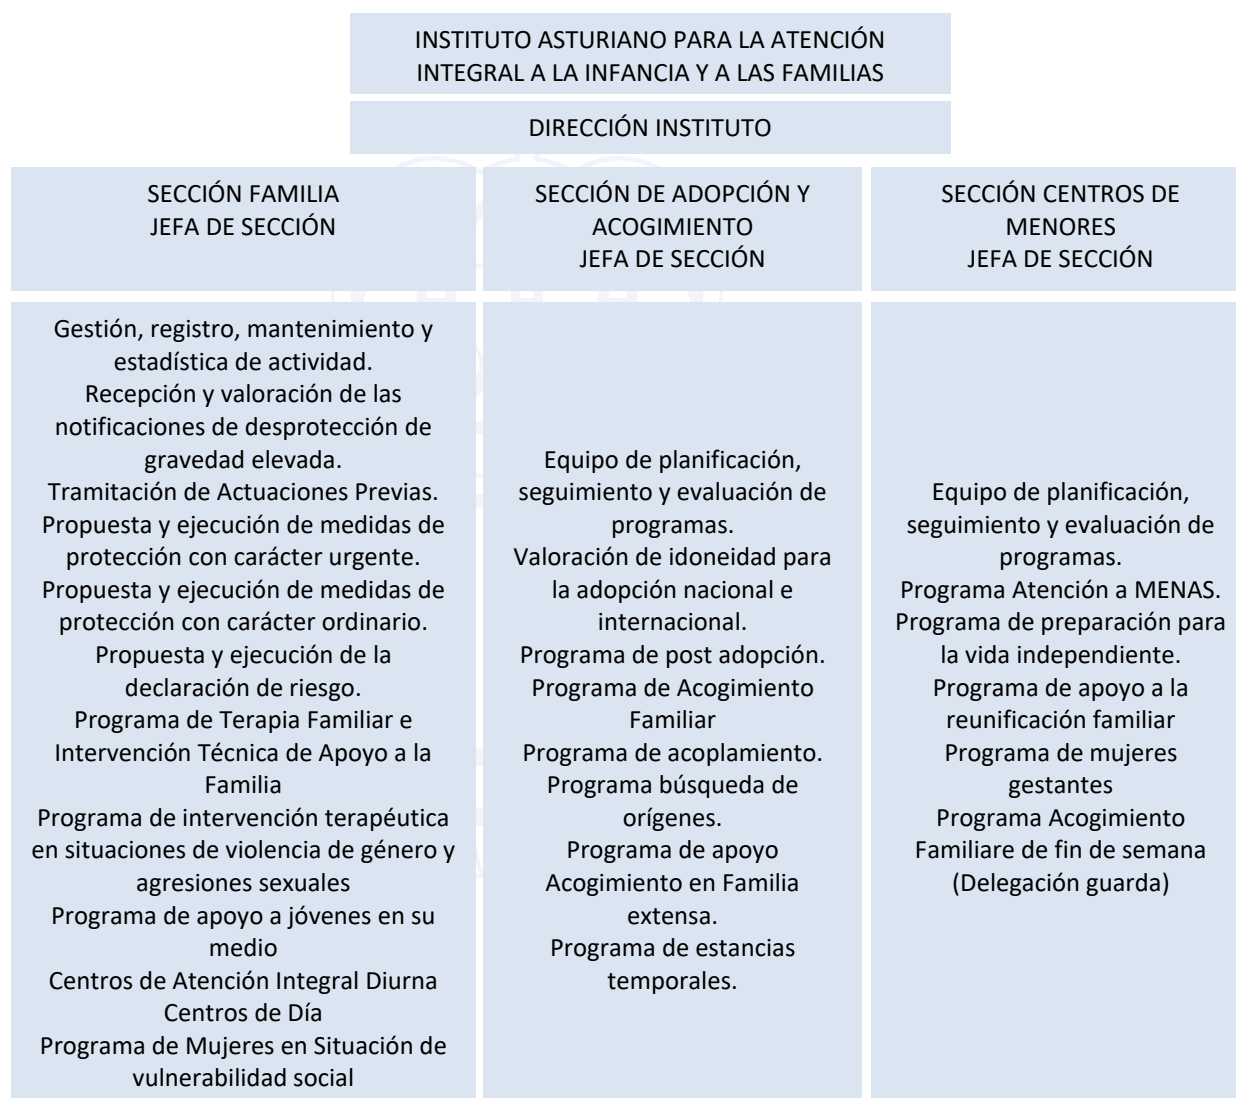 INSTITUTO ASTURIANO PARA LA ATENCIÓN
INTEGRAL A LA INFANCIA Y A LAS FAMILIAS
DIRECCIÓN INSTITUTO
SECCIÓN FAMILIA
JEFA DE SECCIÓN
SECCIÓN DE ADOPCIÓN Y
ACOGIMIENTO
JEFA DE SECCIÓN
SECCIÓN CENTROS DE
MENORES
JEFA DE SECCIÓN
Gestión, registro, mantenimiento y
estadística de actividad.
Recepción y valoración de las
notificaciones de desprotección de
gravedad elevada.
Tramitación de Actuaciones Previas.
Propuesta y ejecución de medidas de
protección con carácter urgente.
Propuesta y ejecución de medidas de
protección con carácter ordinario.
Propuesta y ejecución de la
declaración de riesgo.
Programa de Terapia Familiar e
Intervención Técnica de Apoyo a la
Familia
Programa de intervención terapéutica
en situaciones de violencia de género y
agresiones sexuales
Programa de apoyo a jóvenes en su
medio
Centros de Atención Integral Diurna
Centros de Día
Programa de Mujeres en Situación de
vulnerabilidad social
Equipo de planificación,
seguimiento y evaluación de
programas.
Valoración de idoneidad para
la adopción nacional e
internacional.
Programa de post adopción.
Programa de Acogimiento
Familiar
Programa de acoplamiento.
Programa búsqueda de
orígenes.
Programa de apoyo
Acogimiento en Familia
extensa.
Programa de estancias
temporales.
Equipo de planificación,
seguimiento y evaluación de
programas.
Programa Atención a MENAS.
Programa de preparación para
la vida independiente.
Programa de apoyo a la
reunificación familiar
Programa de mujeres
gestantes
Programa Acogimiento
Familiare de fin de semana
(Delegación guarda)